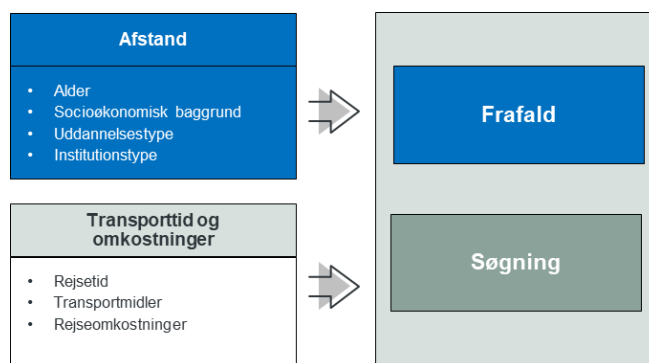 Afstand
• Alder
• Socioøkonomisk baggrund
• Uddannelsestype
• Institutionstype
Transporttid og
omkostninger
• Rejsetid
• Transportmidler
• Rejseomkostninger
Frafald
Søgning